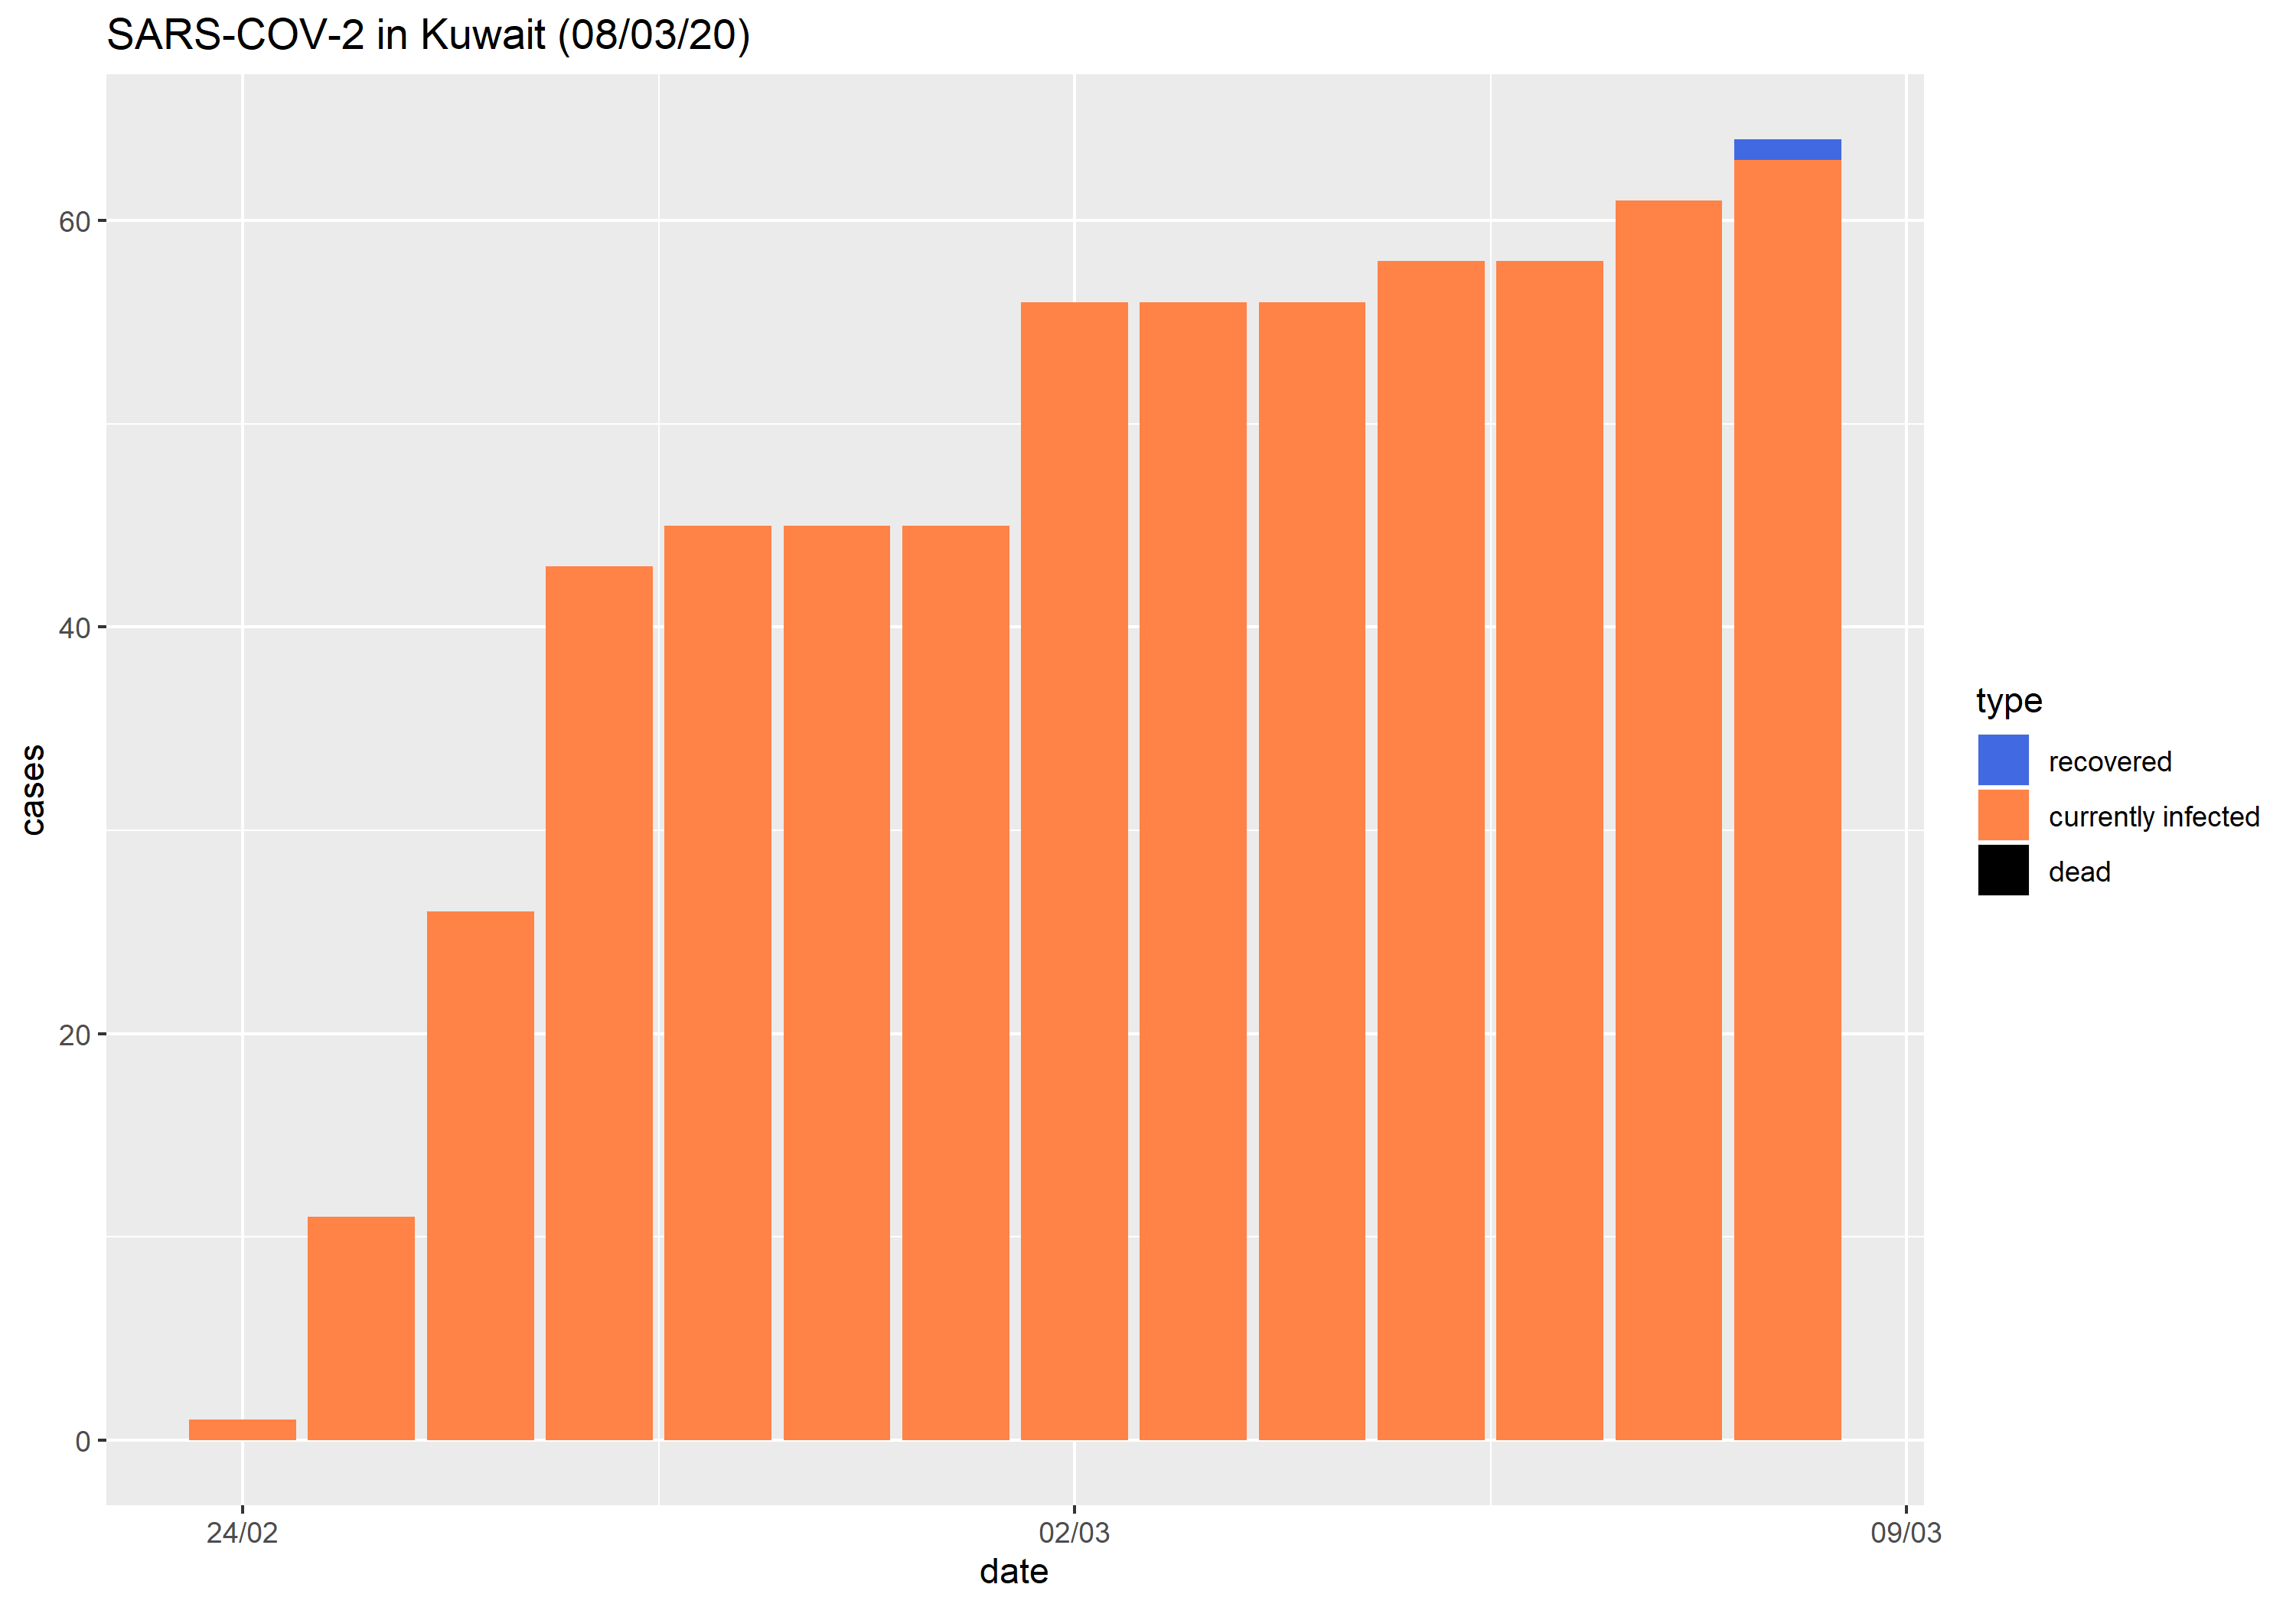 SARS-COV-2 in Kuwait (08/03/20)
60
40
20
0
cases
24/02
02/03
09/03
date
type
recovered
currently infected
dead